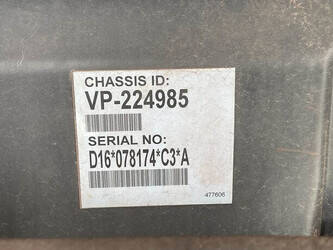 CHASSIS ID:
VP-224985
SERIAL NO:
D16*078174*C3*A
477606